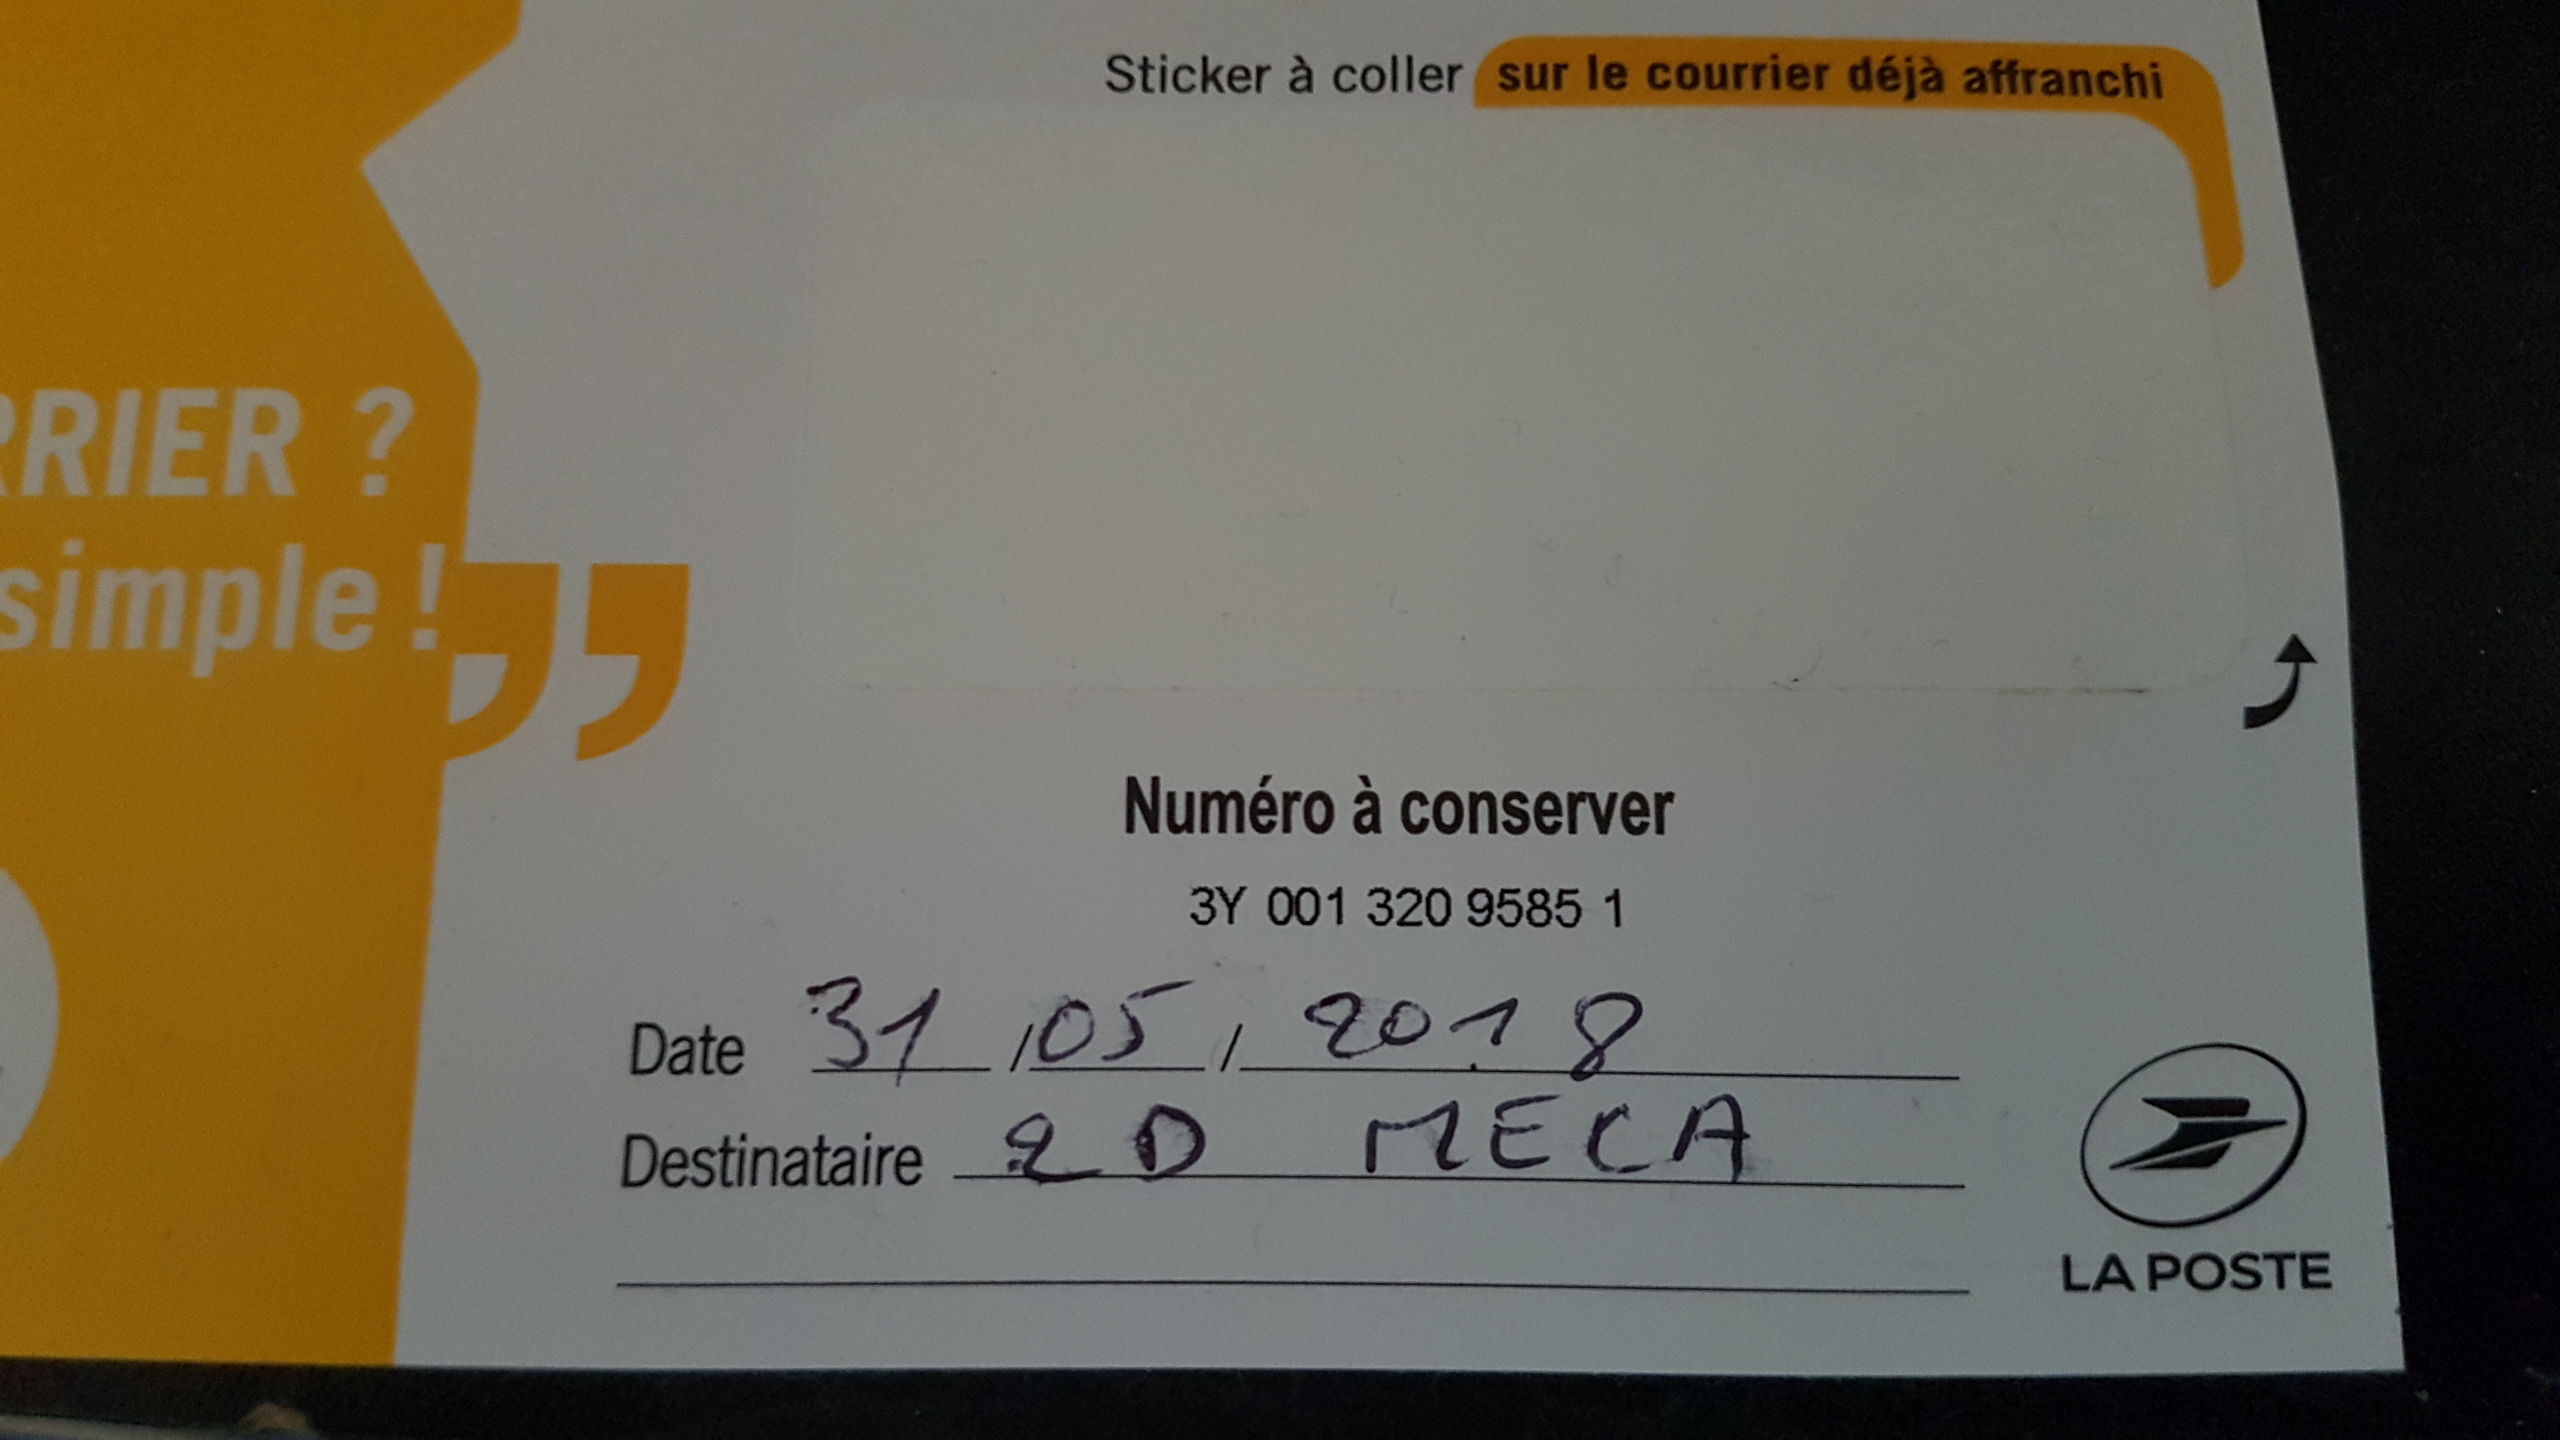 Sticker à coller sur le courrier déjà affranchi
RRIER ?
simple !
”
Numéro à conserver
3Y 001 320 9585 1
Date 31/05/2018
Destinataire 2D MECA
LA POSTE